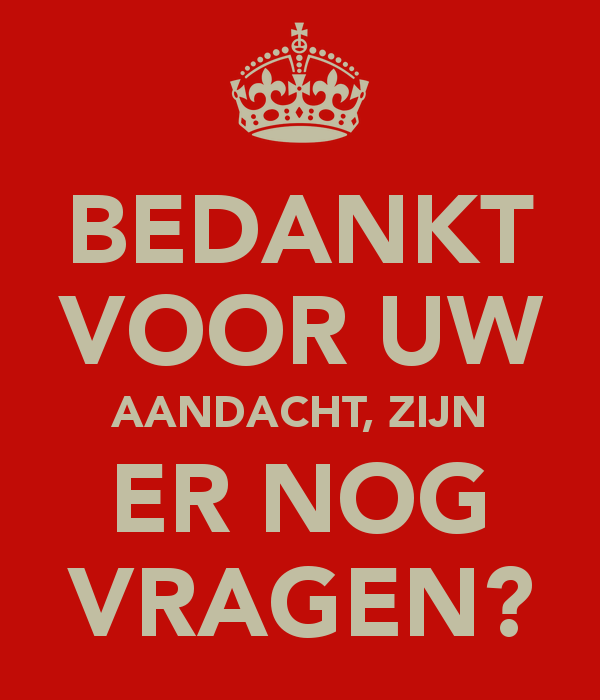 BEDANKT
VOOR UW
AANDACHT, ZIJN
ER NOG
VRAGEN?